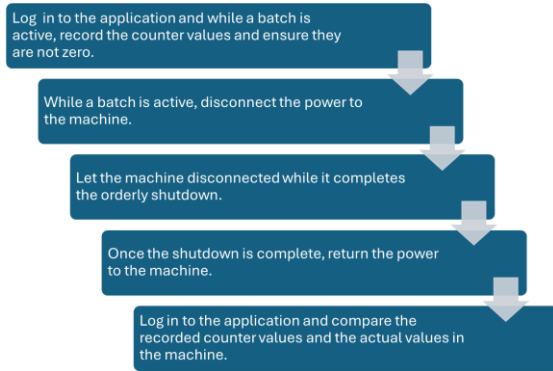 Log in to the application and while a batch is
active, record the counter values and ensure they
are not zero.
While a batch is active, disconnect the power to
the machine.
Let the machine disconnected while it completes
the orderly shutdown.
Once the shutdown is complete, return the power
to the machine.
Log in to the application and compare the
recorded counter values and the actual values in
the machine.